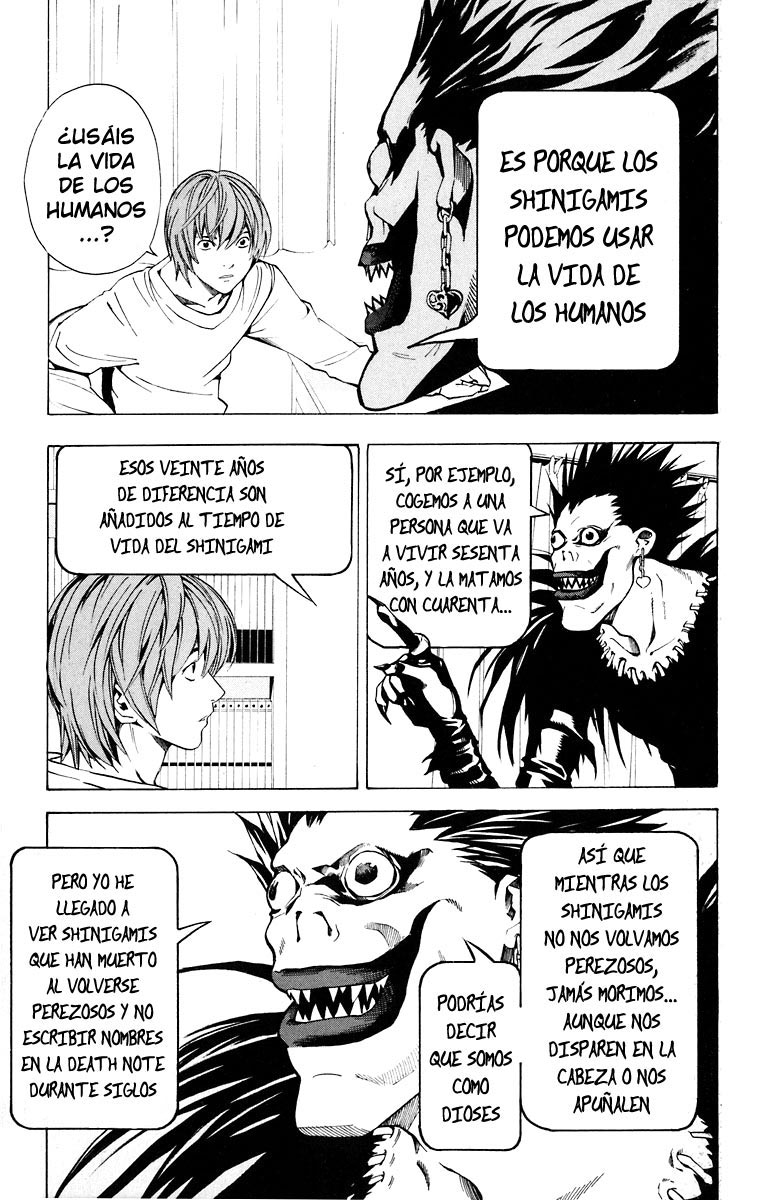 ES PORQUE LOS
SHINIGAMIS
PODEMOS USAR
LA VIDA DE
LOS HUMANOS
¿USÁIS
LA VIDA
DE LOS
HUMANOS
...?
SÍ, POR EJEMPLO,
COGEMOS A UNA
PERSONA QUE VA
A VIVIR SESENTA
AÑOS, Y LA MATAMOS
CON CUARENTA...
ESOS VEINTE AÑOS
DE DIFERENCIA SON
AÑADIDOS AL TIEMPO DE
VIDA DEL SHINIGAMI
ASÍ QUE
MIENTRAS LOS
SHINIGAMIS
NO NOS VOLVAMOS
PEREZOSOS,
JAMÁS MORIMOS...
AUNQUE NOS
DISPAREN EN LA
CABEZA O NOS
APUÑALEN
PODRÍAS
DECIR
QUE SOMOS
COMO
DIOSES
PERO YO HE
LLEGADO A
VER SHINIGAMIS
QUE HAN MUERTO
AL VOLVERSE
PEREZOSOS Y NO
ESCRIBIR NOMBRES
EN LA DEATH NOTE
DURANTE SIGLOS